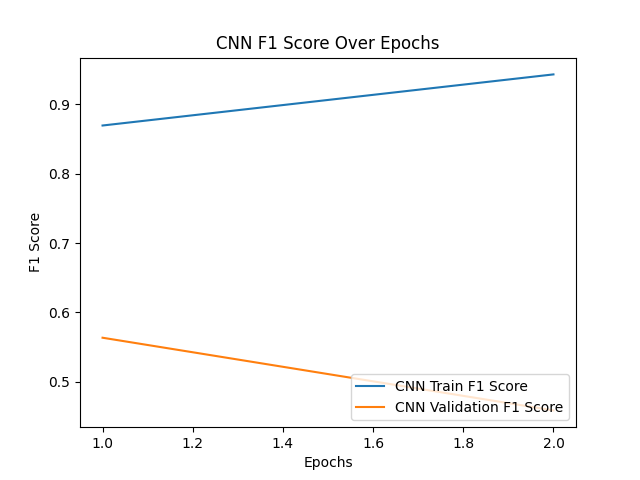 CNN F1 Score Over Epochs
F1 Score
0.9
0.8
0.7
0.6
0.5
CNN Train F1 Score
CNN Validation F1 Score
1.0 1.2 1.4 1.6 1.8 2.0
Epochs